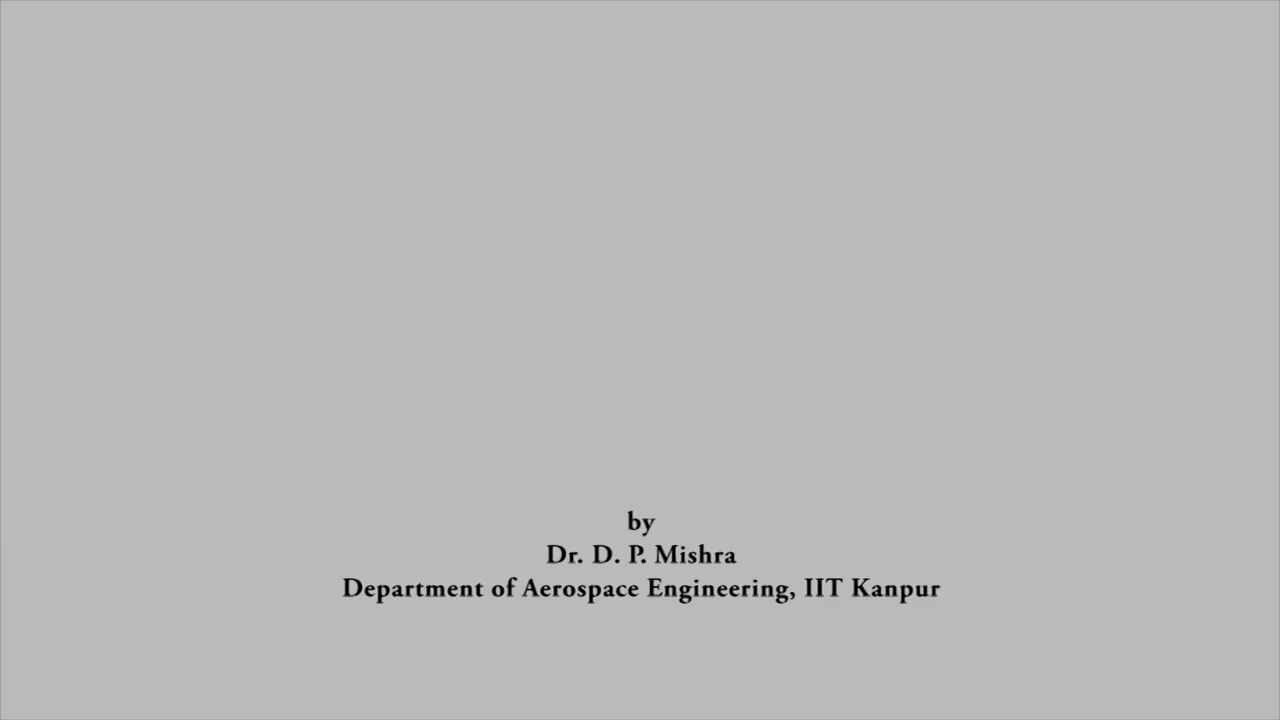 by
Dr. D. P. Mishra
Department of Aerospace Engineering, IIT Kanpur